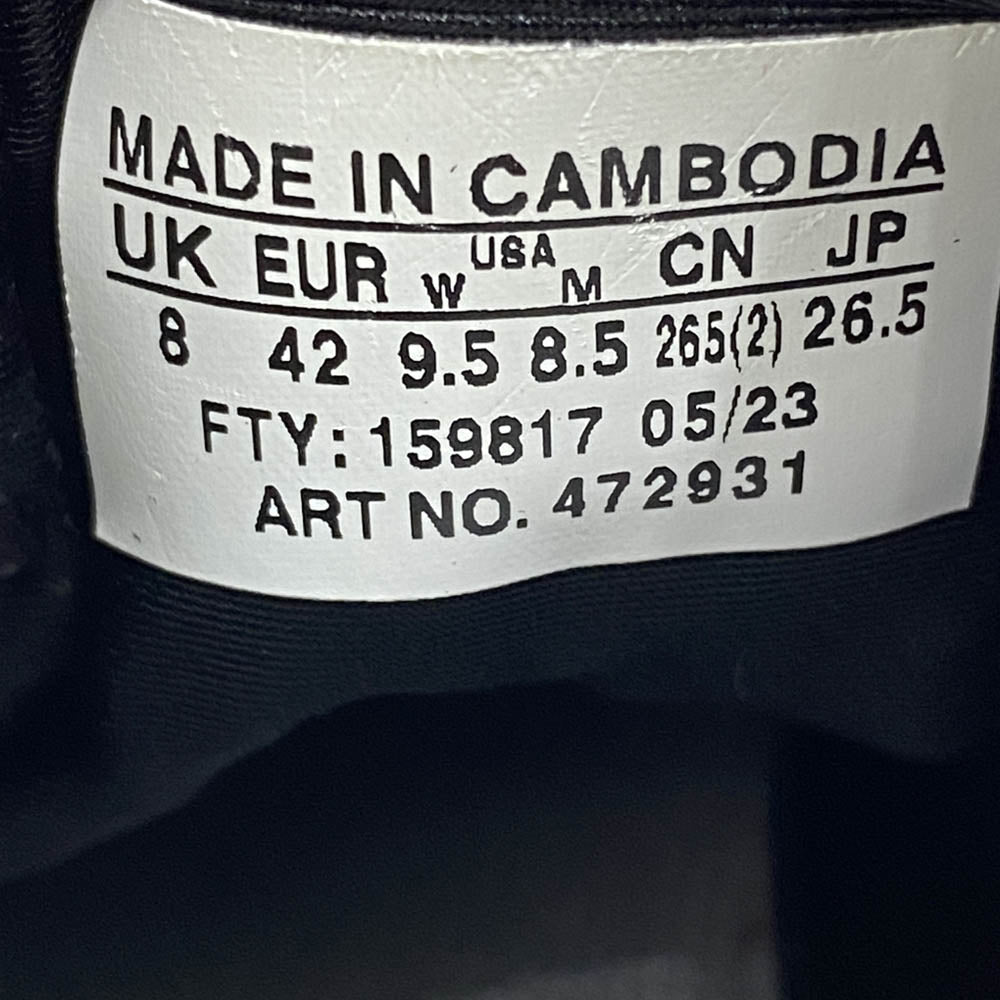 MADE IN CAMBODIA
UK EUR W USA M CN JP
8 42 9.5 8.5 265(2) 26.5
FTY: 159817 05/23
ART NO. 472931